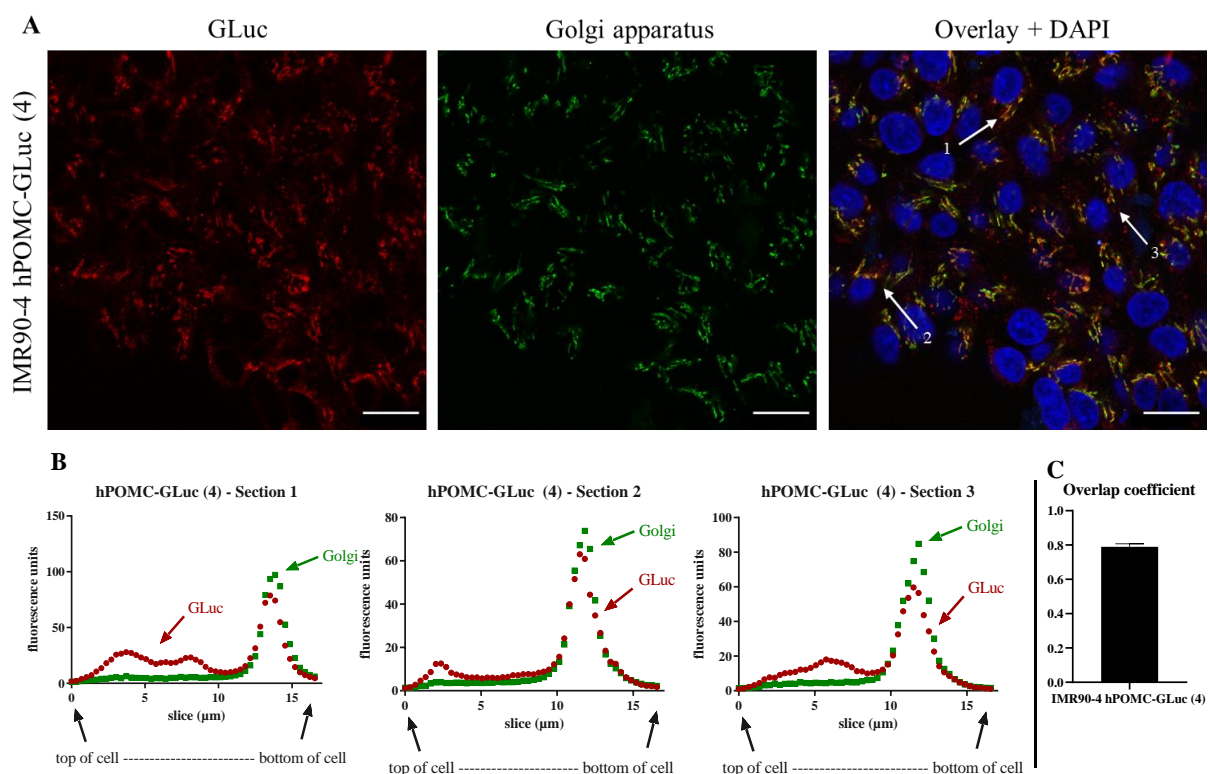 A
GLuc
Golgi apparatus
Overlay + DAPI
IMR90-4 hPOMC-GLuc (4)
1
2
3
B
hPOMC-GLuc (4) - Section 1
fluorescence units
150
100
50
0
0
5
10
15
slice (µm)
Golgi
GLuc
top of cell -------------------------- bottom of cell
hPOMC-GLuc (4) - Section 2
fluorescence units
80
60
40
20
0
0
5
10
15
slice (µm)
Golgi
GLuc
top of cell -------------------------- bottom of cell
hPOMC-GLuc (4) - Section 3
fluorescence units
100
80
60
40
20
0
0
5
10
15
slice (µm)
Golgi
GLuc
top of cell -------------------------- bottom of cell
C
Overlap coefficient
1.0
0.8
0.6
0.4
0.2
0.0
IMR90-4 hPOMC-GLuc (4)